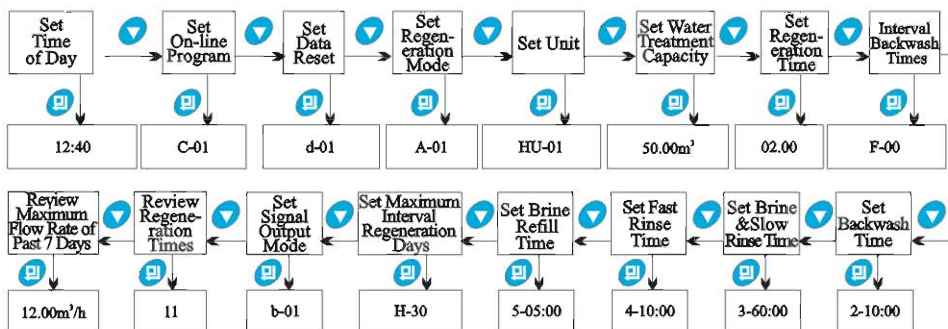 Set
Time
of Day
Set
On-line
Program
Set
Data
Reset
Set
Regen-
eration
Mode
Set Unit
Set Water
Treatment
Capacity
Set
Regen-
eration
Time
Interval
Backwash
Times
12:40
C-01
d-01
A-01
HU-01
50.00m³
02.00
F-00
Review
Maximum
Flow Rate of
Past 7 Days
Review
Regene-
ration
Times
Set
Signal
Output
Mode
Set Maximum
Interval
Regeneration
Days
Set Brine
Refill
Time
Set Fast
Rinse
Time
Set Brine
&Slow
Rinse Time
Set
Backwash
Time
12.00m³/h
11
b-01
H-30
5-05:00
4-10:00
3-60:00
2-10:00